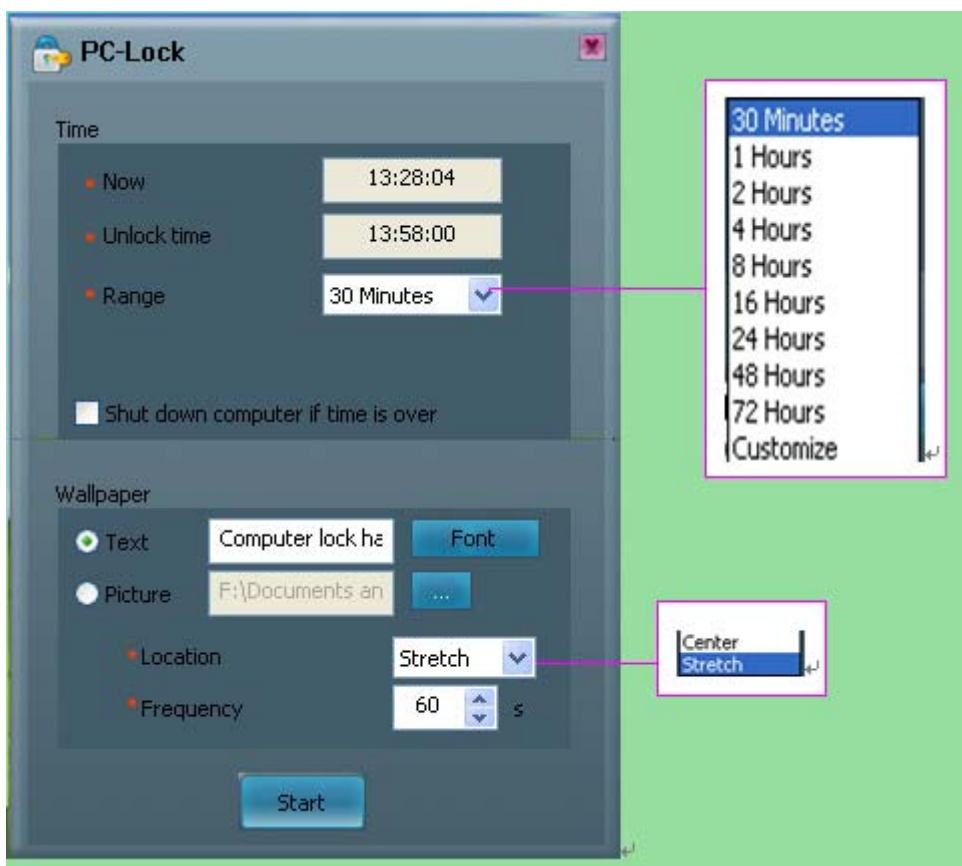 PC-Lock
Time
Now
13:28:04
Unlock time
13:58:00
Range
30 Minutes
Shut down computer if time is over
Wallpaper
Text
Computer lock ha
Font
Picture
F:\Documents an
...
Location
Stretch
Frequency
60
s
Start
30 Minutes
1 Hours
2 Hours
4 Hours
8 Hours
16 Hours
24 Hours
48 Hours
72 Hours
Customize
Center
Stretch